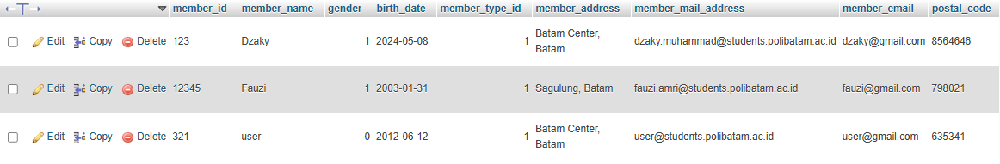 ←T→ member_id member_name gender birth_date member_type_id member_address member_mail_address member_email postal_code
Edit Copy Delete 123 Dzaky 1 2024-05-08 1 Batam Center, dzaky.muhammad@students.polibatam.ac.id dzaky@gmail.com 8564646
Batam
Edit Copy Delete 12345 Fauzi 1 2003-01-31 1 Sagulung, Batam fauzi.amri@students.polibatam.ac.id fauzi@gmail.com 798021
Edit Copy Delete 321 user 0 2012-06-12 1 Batam Center, user@students.polibatam.ac.id user@gmail.com 635341
Batam